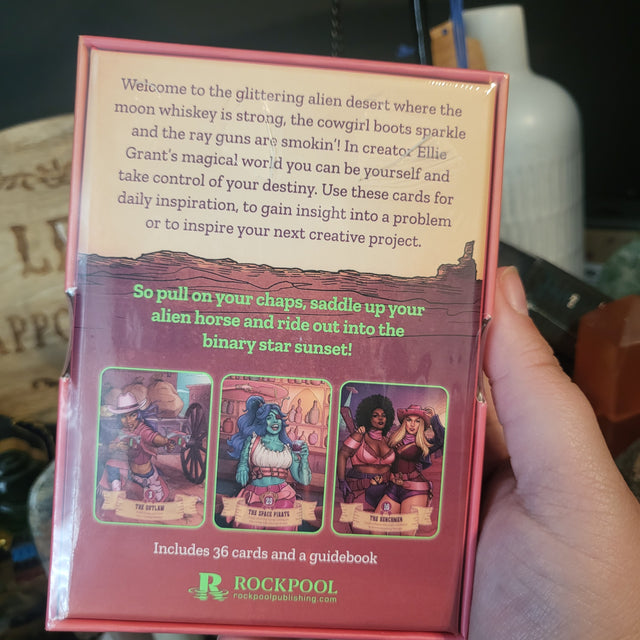 Welcome to the glittering alien desert where the
moon whiskey is strong, the cowgirl boots sparkle
and the ray guns are smokin'! In creator Ellie
Grant's magical world you can be yourself and
take control of your destiny. Use these cards for
daily inspiration, to gain insight into a problem
or to inspire your next creative project.
So pull on your chaps, saddle up your
alien horse and ride out into the
binary star sunset!
THE OUTLAW
23
THE SPACE PIRATE
THE HENCHMEN
Includes 36 cards and a guidebook
R ROCKPOOL
rockpoolpublishing.com